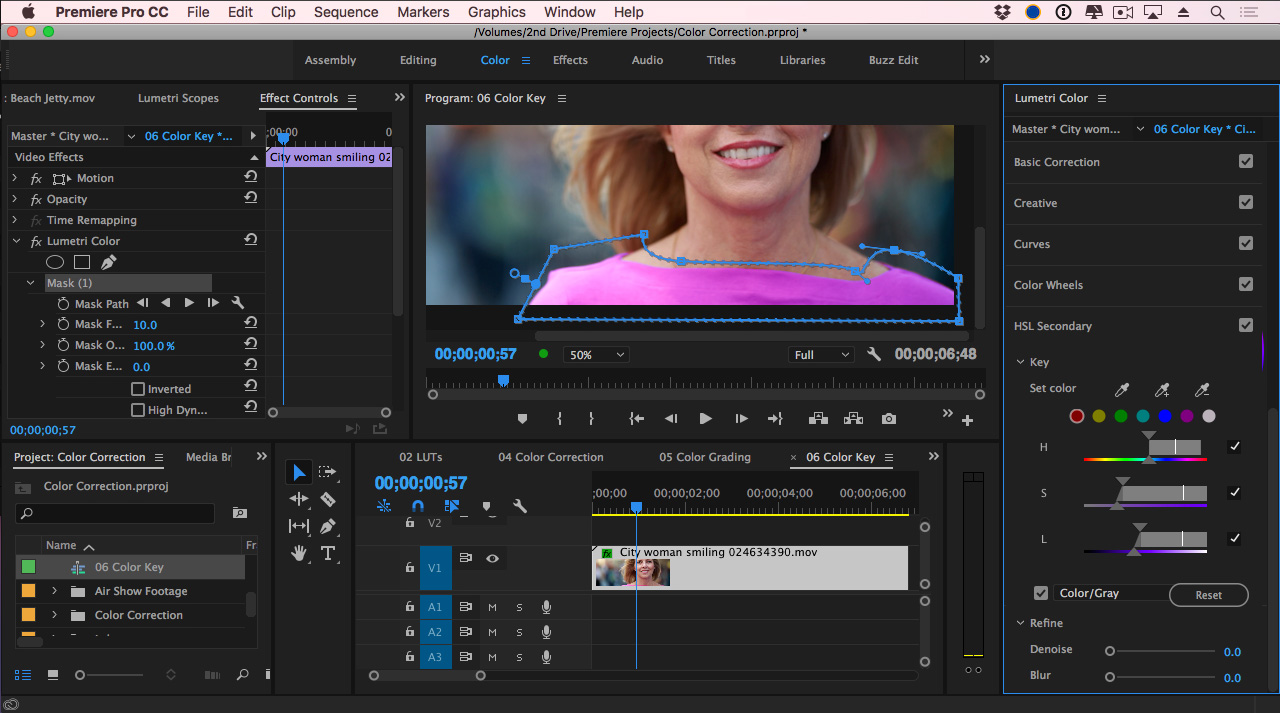 Premiere Pro CC File Edit Clip Sequence Markers Graphics Window Help
/Volumes/2nd Drive/Premiere Projects/Color Correction.prproj *
Assembly Editing Color Effects Audio Titles Libraries Buzz Edit
: Beach Jetty.mov Lumetri Scopes Effect Controls
Master * City wo... 06 Color Key *...
;00;00 0
Video Effects
City woman smiling 02
fx Motion
fx Opacity
fx Time Remapping
fx Lumetri Color
Mask (1)
Mask Path
Mask F... 10.0
Mask O... 100.0 %
Mask E... 0.0
Inverted
High Dyn...
00;00;00;57
Program: 06 Color Key
00;00;00;57 50% Full 00;00;06;48
Lumetri Color
Master * City wom... 06 Color Key * Ci...
Basic Correction
Creative
Curves
Color Wheels
HSL Secondary
Key
Set color
H
S
L
Color/Gray Reset
Refine
Denoise 0.0
Blur 0.0
Project: Color Correction Media Br
Color Correction.prproj
Name Fr
06 Color Key
Air Show Footage
Color Correction
02 LUTs 04 Color Correction 05 Color Grading × 06 Color Key
00;00;00;57
;00;00 00;00;02;00 00;00;04;00 00;00;06;00
V2
fx City woman smiling 024634390.mov
V1
A1 M S
A2 M S
A3 M S